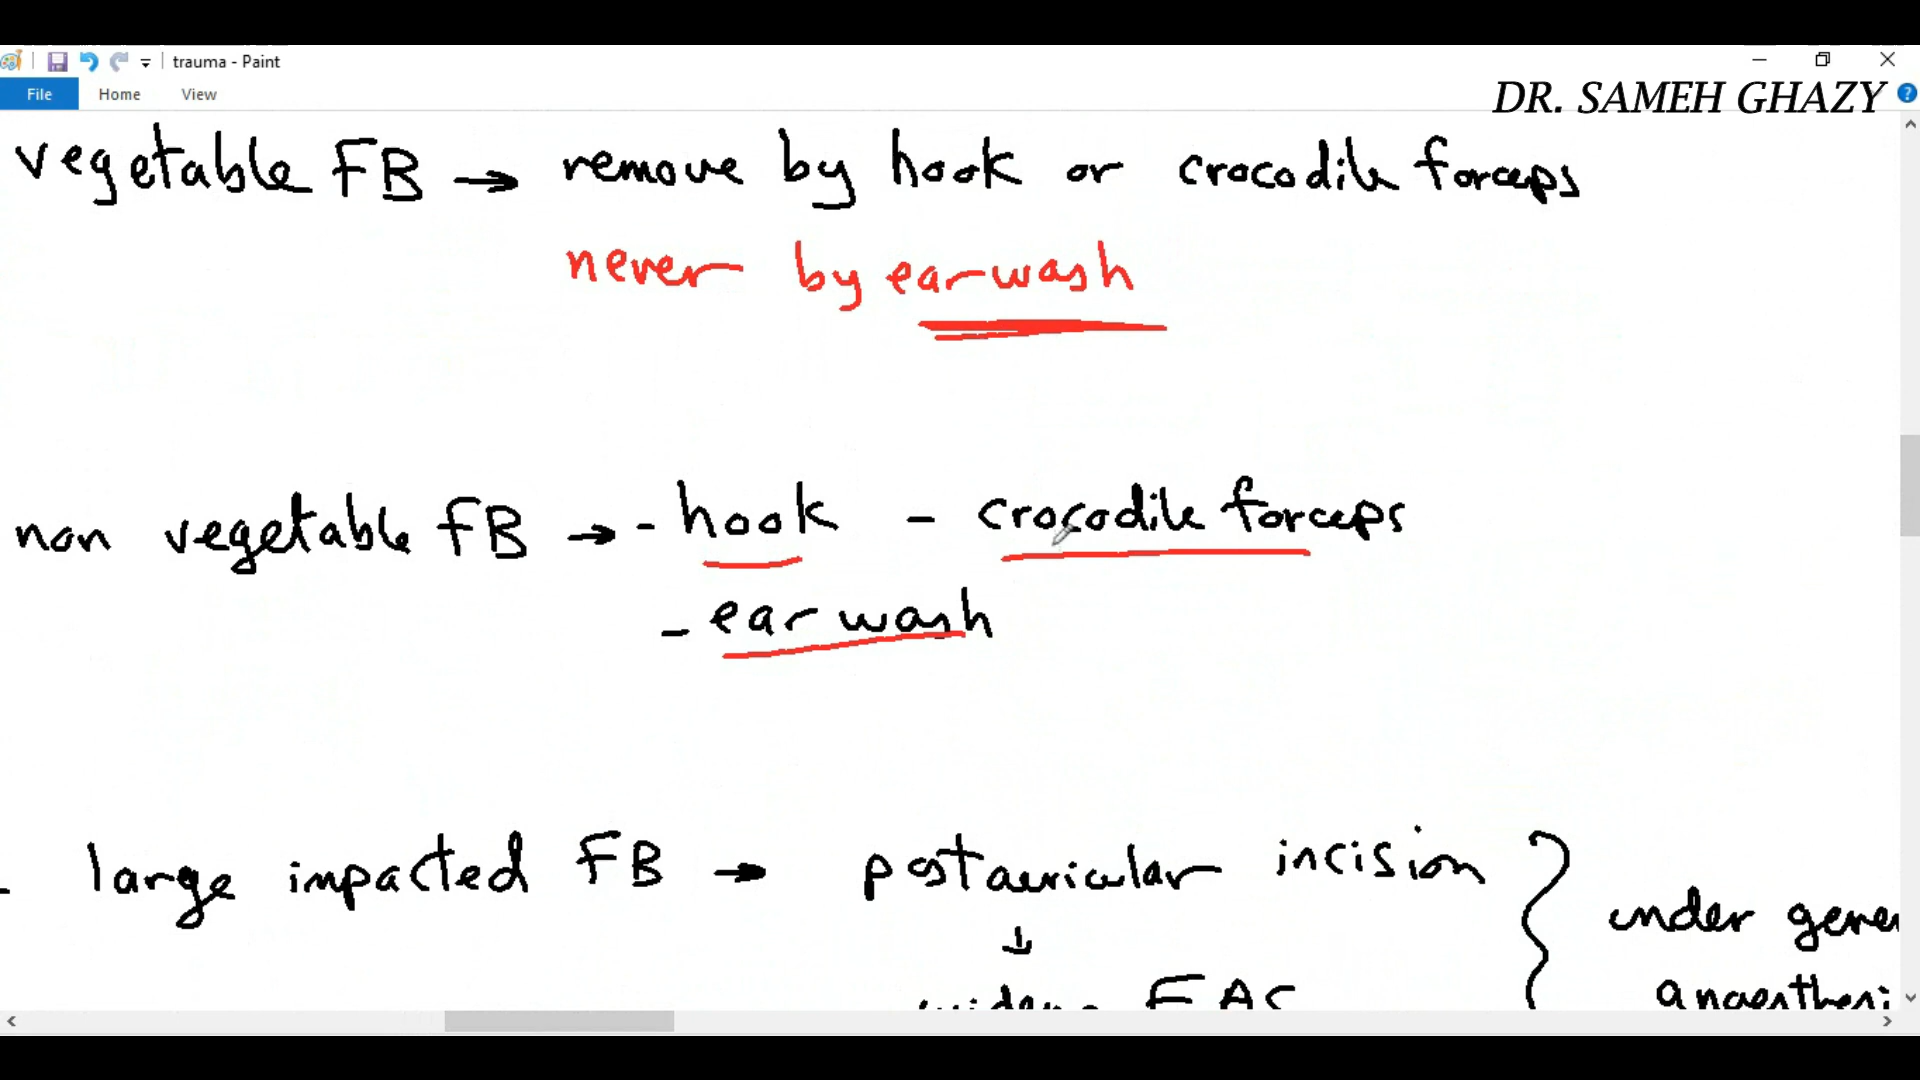 trauma - Paint
File Home View
DR. SAMEH GHAZY
vegetable FB → remove by hook or crocodile forceps
never by ear wash
non vegetable FB → - hook - crocodile forceps
- ear wash
- large impacted FB → postauricular incision
↓
EAC
under gener
anaesthesi